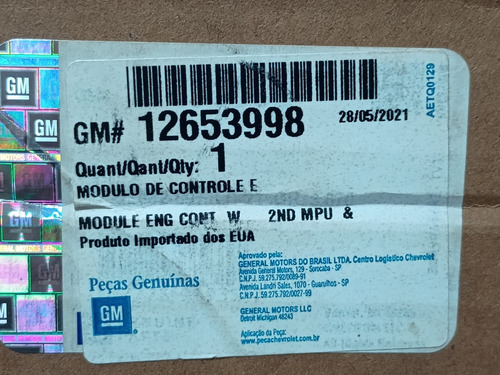 GM# 12653998
28/05/2021
AETQ0129
Quant/Qant/Qty: 1
MODULO DE CONTROLE E
MODULE ENG CONT W 2ND MPU &
Produto Importado dos EUA
Peças Genuínas
GM
Aprovado pela:
GENERAL MOTORS DO BRASIL LTDA. Centro Logístico Chevrolet
Avenida General Motors, 129 - Sorocaba - SP
C.N.P.J. 59.275.792/0089-91
Avenida Landri Sales, 1070 - Guarulhos - SP
C.N.P.J. 59.275.792/0027-99
GENERAL MOTORS LLC
Detroit Michigan 48243
Aplicação da Peça:
www.pecachevrolet.com.br
GM
GM
GM
GM